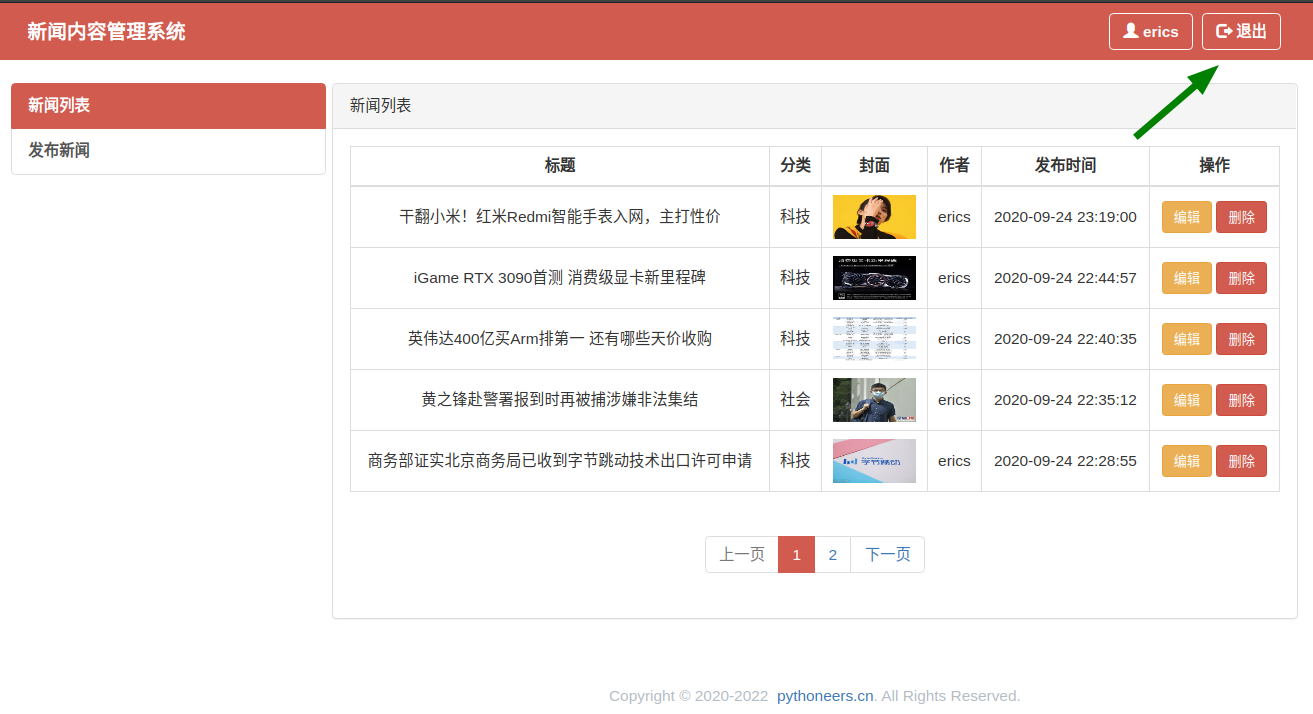 新闻内容管理系统
erics
退出
新闻列表
发布新闻
新闻列表
标题 分类 封面 作者 发布时间 操作
干翻小米！红米Redmi智能手表入网，主打性价 科技 erics 2020-09-24 23:19:00 编辑 删除
iGame RTX 3090首测 消费级显卡新里程碑 科技 erics 2020-09-24 22:44:57 编辑 删除
英伟达400亿买Arm排第一 还有哪些天价收购 科技 erics 2020-09-24 22:40:35 编辑 删除
黄之锋赴警署报到时再被捕涉嫌非法集结 社会 erics 2020-09-24 22:35:12 编辑 删除
商务部证实北京商务局已收到字节跳动技术出口许可申请 科技 字节跳动 erics 2020-09-24 22:28:55 编辑 删除
上一页 1 2 下一页
Copyright © 2020-2022 pythoneers.cn. All Rights Reserved.